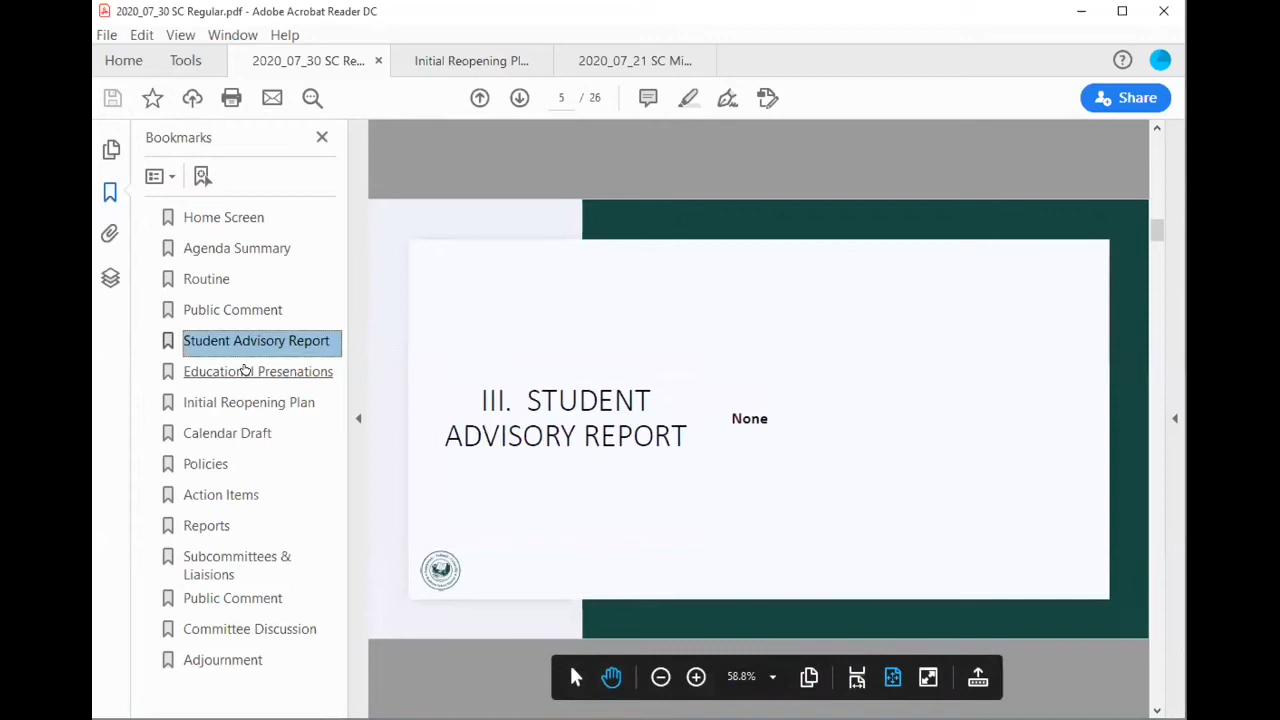 2020_07_30 SC Regular.pdf - Adobe Acrobat Reader DC
File Edit View Window Help
Home Tools 2020_07_30 SC Re... Initial Reopening Pl... 2020_07_21 SC Mi...
5 / 26
Share
Bookmarks
Home Screen
Agenda Summary
Routine
Public Comment
Student Advisory Report
Educational Presenations
Initial Reopening Plan
Calendar Draft
Policies
Action Items
Reports
Subcommittees &
Liaisions
Public Comment
Committee Discussion
Adjournment
III. STUDENT
ADVISORY REPORT
None
58.8%